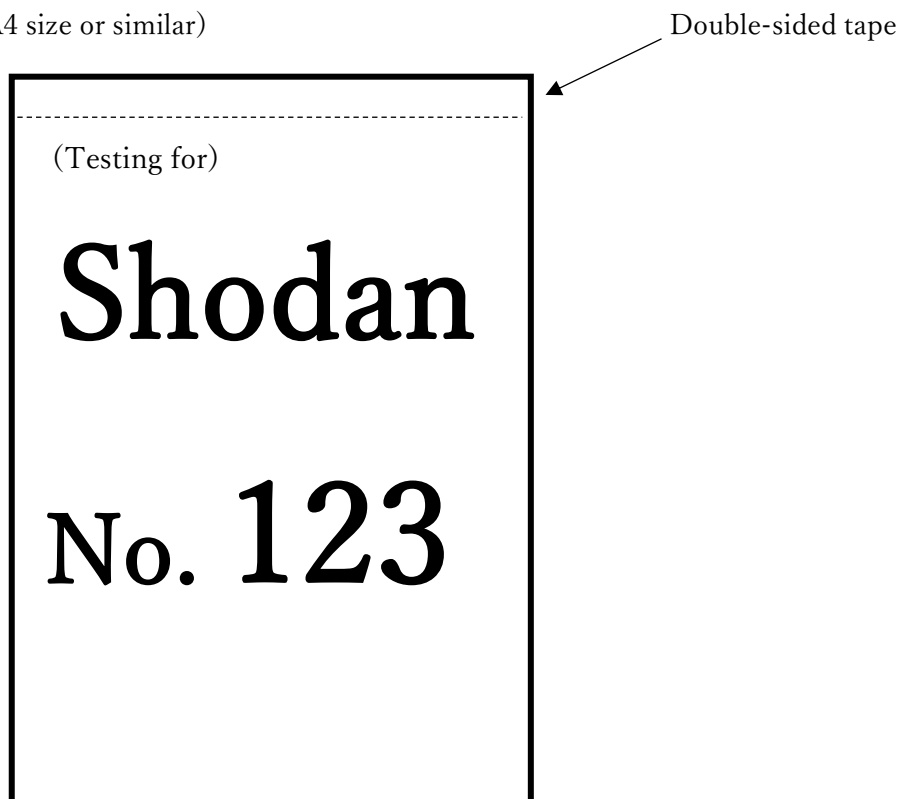 4 size or similar)
Double-sided tape
(Testing for)
Shodan
No. 123